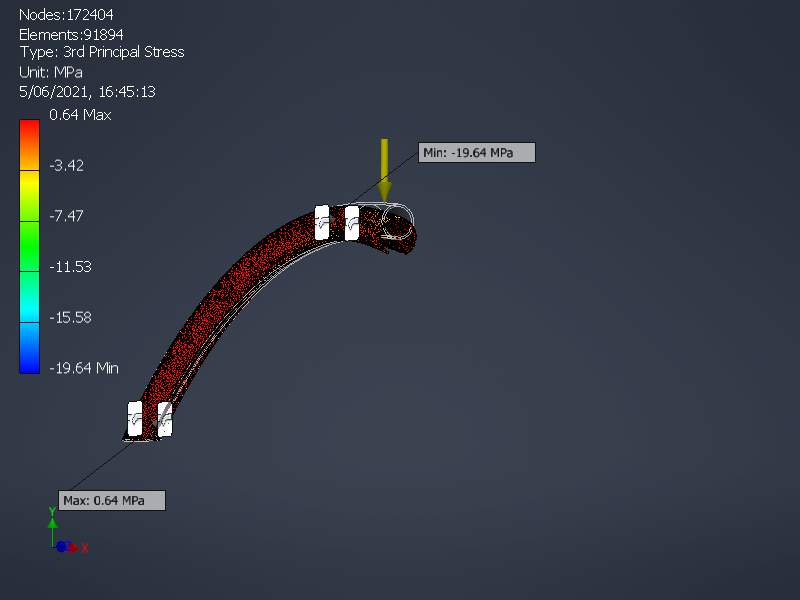 Nodes:172404
Elements:91894
Type: 3rd Principal Stress
Unit: MPa
5/06/2021, 16:45:13
0.64 Max
-3.42
-7.47
-11.53
-15.58
-19.64 Min
Min: -19.64 MPa
Max: 0.64 MPa
Y
X